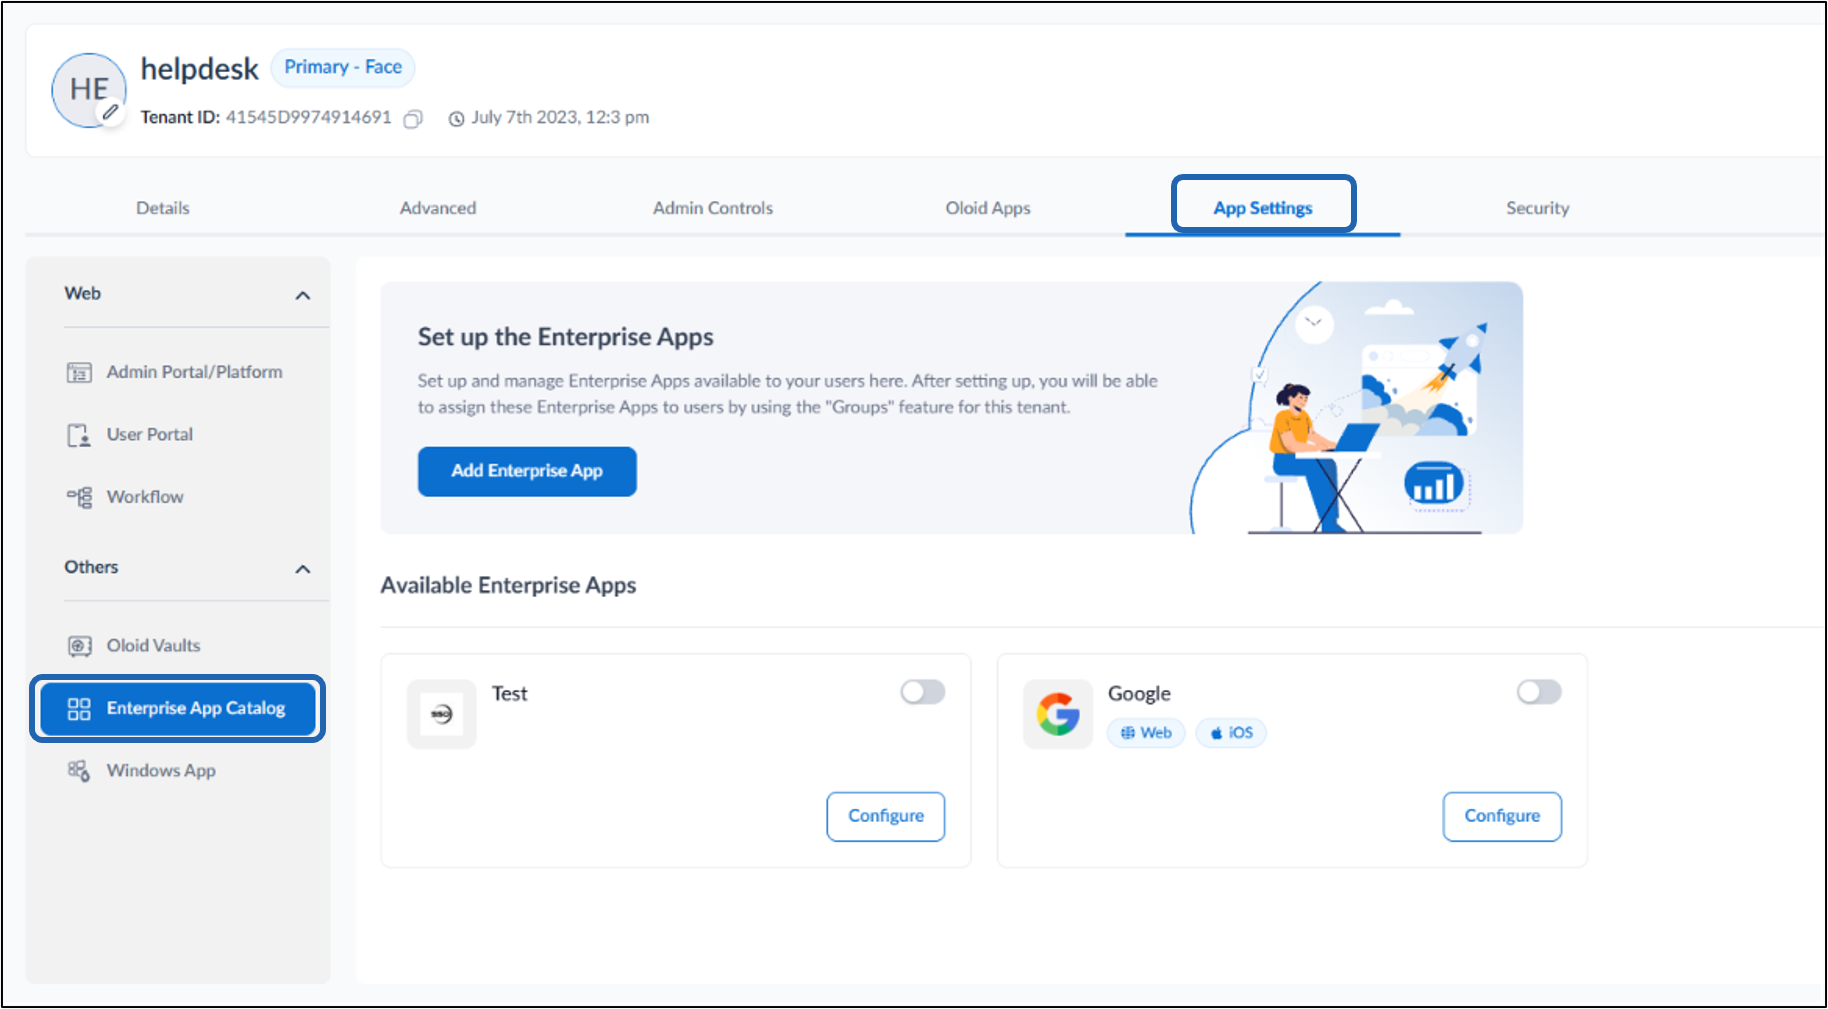 HE
helpdesk
Primary - Face
Tenant ID: 41545D9974914691
July 7th 2023, 12:3 pm
Details
Advanced
Admin Controls
Oloid Apps
App Settings
Security
Web
Admin Portal/Platform
User Portal
Workflow
Others
Oloid Vaults
Enterprise App Catalog
Windows App
Set up the Enterprise Apps
Set up and manage Enterprise Apps available to your users here. After setting up, you will be able
to assign these Enterprise Apps to users by using the "Groups" feature for this tenant.
Add Enterprise App
Available Enterprise Apps
SSO
Test
Configure
Google
Web
iOS
Configure